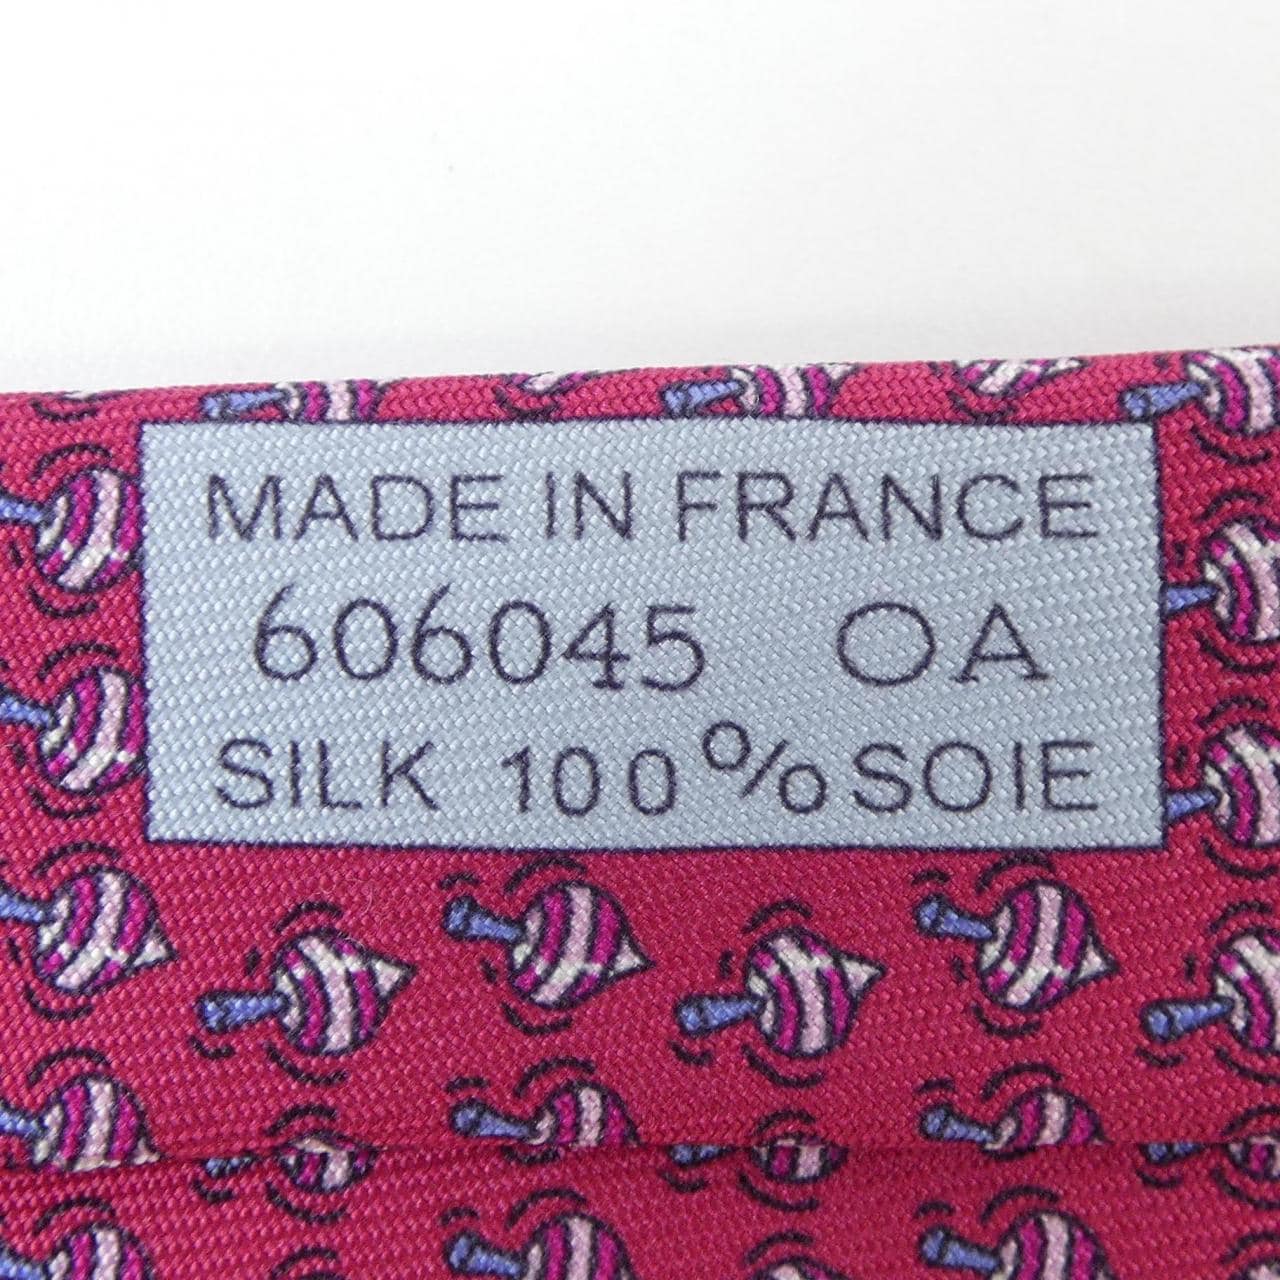 MADE IN FRANCE
606045 OA
SILK 100% SOIE